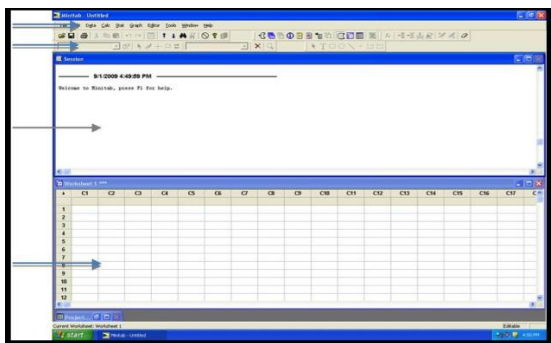 Minitab - Untitled
Data Calc Stat Graph Editor Tools Window Help
Session
9/1/2009 4:49:59 PM
Welcome to Minitab, press F1 for help.
Worksheet 1 ***
C1 C2 C3 C4 C5 C6 C7 C8 C9 C10 C11 C12 C13 C14 C15 C16 C17
1
2
3
4
5
6
7
8
9
10
11
12
Project...
Current Worksheet: Worksheet 1
Editable
start
Minitab - Untitled